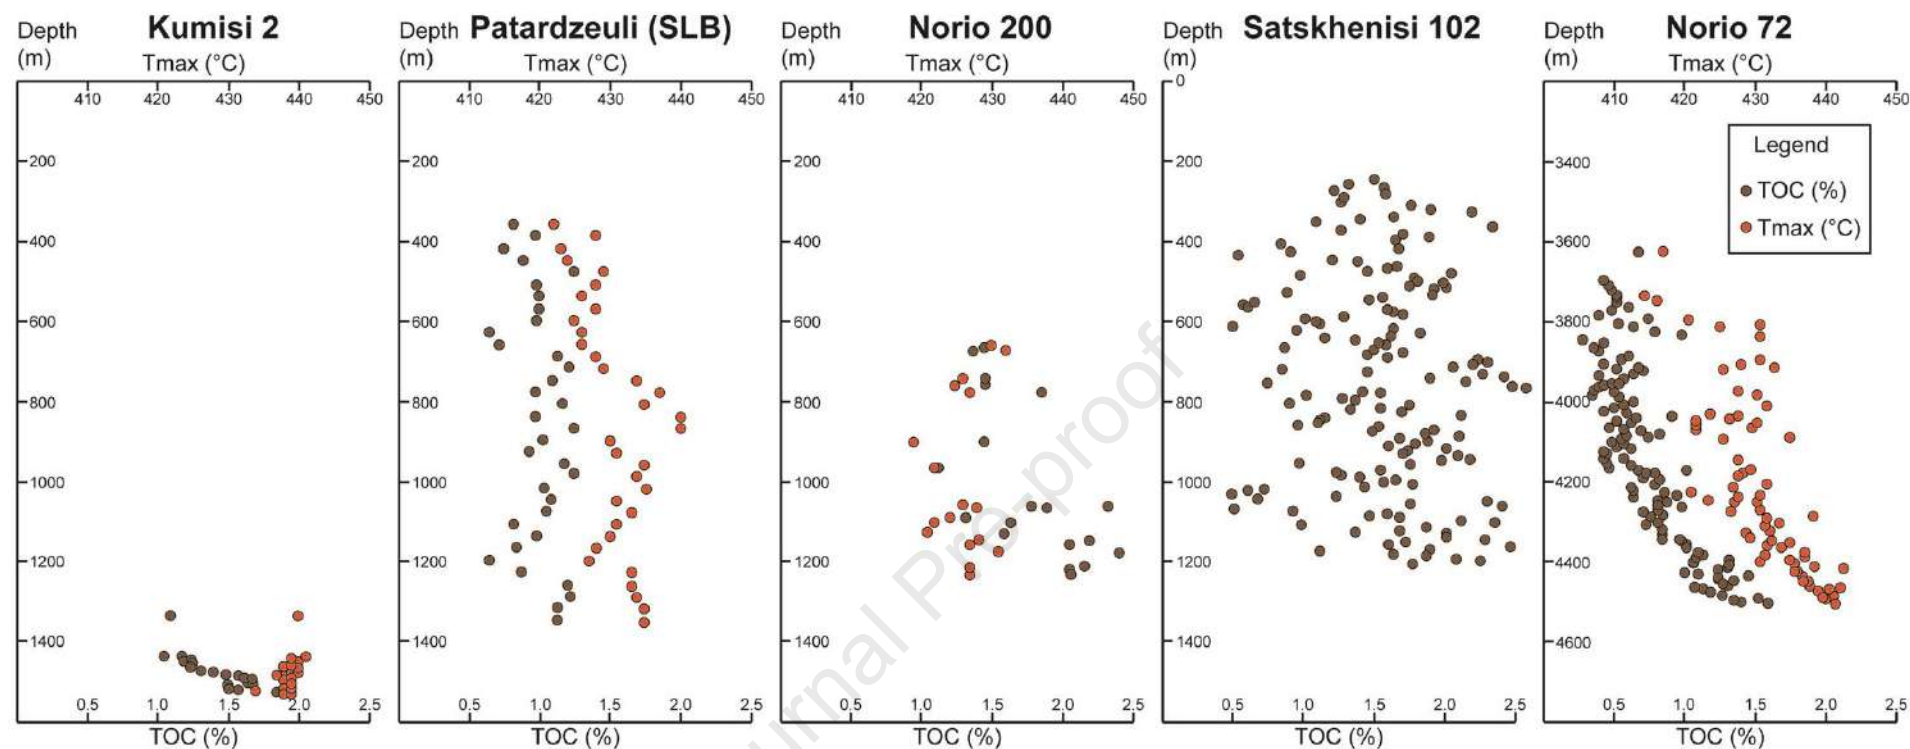 Depth (m) Kumisi 2
Tmax (°C)
410 420 430 440 450
200
400
600
800
1000
1200
1400
0.5 1.0 1.5 2.0 2.5
TOC (%)
Depth (m) Patardzeuli (SLB)
Tmax (°C)
410 420 430 440 450
200
400
600
800
1000
1200
1400
0.5 1.0 1.5 2.0 2.5
TOC (%)
Depth (m) Norio 200
Tmax (°C)
410 420 430 440 450
200
400
600
800
1000
1200
1400
0.5 1.0 1.5 2.0 2.5
TOC (%)
Depth (m) Satskhenisi 102
0
200
400
600
800
1000
1200
1400
0.5 1.0 1.5 2.0 2.5
TOC (%)
Depth (m) Norio 72
Tmax (°C)
410 420 430 440 450
Legend
TOC (%)
Tmax (°C)
3400
3600
3800
4000
4200
4400
4600
0.5 1.0 1.5 2.0 2.5
TOC (%)
urnal Pre-proof